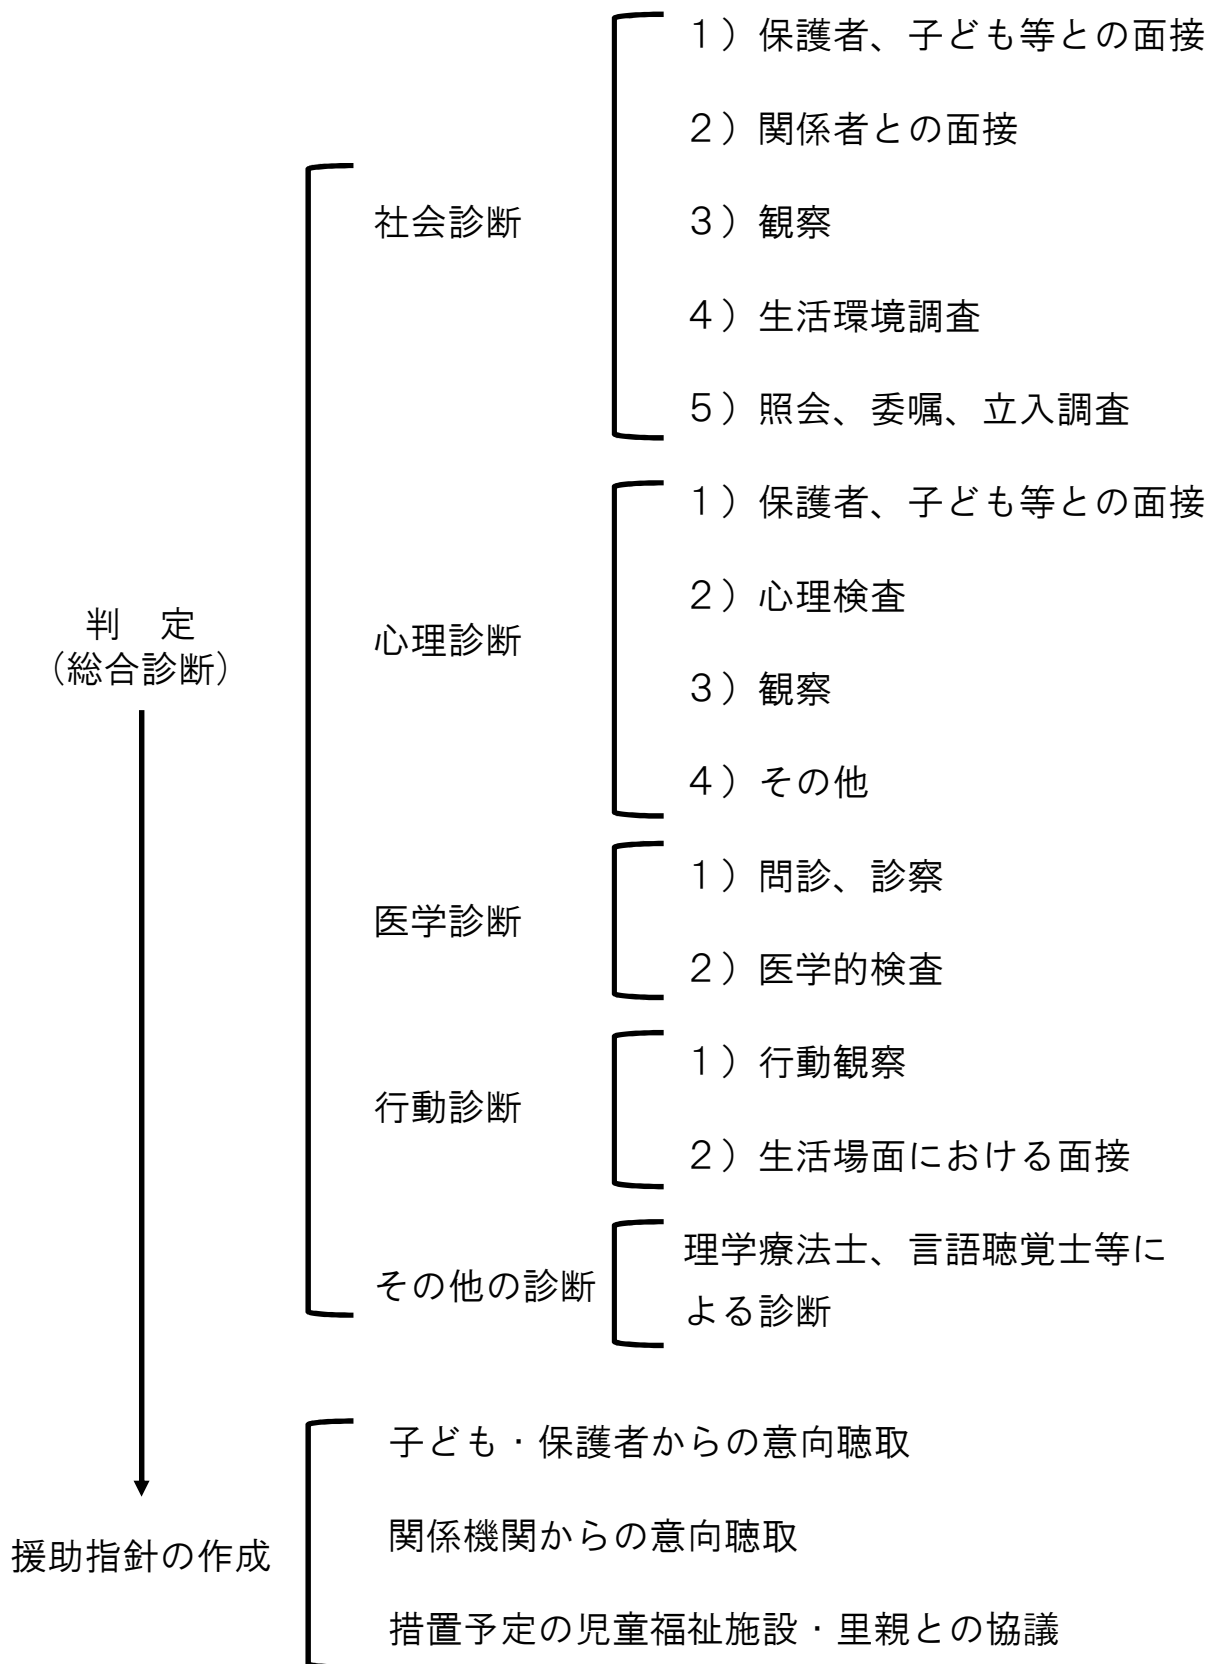 判　定
（総合診断）
社会診断
１）保護者、子ども等との面接
２）関係者との面接
３）観察
４）生活環境調査
５）照会、委嘱、立入調査
心理診断
１）保護者、子ども等との面接
２）心理検査
３）観察
４）その他
医学診断
１）問診、診察
２）医学的検査
行動診断
１）行動観察
２）生活場面における面接
その他の診断
理学療法士、言語聴覚士等に
よる診断
援助指針の作成
子ども・保護者からの意向聴取
関係機関からの意向聴取
措置予定の児童福祉施設・里親との協議